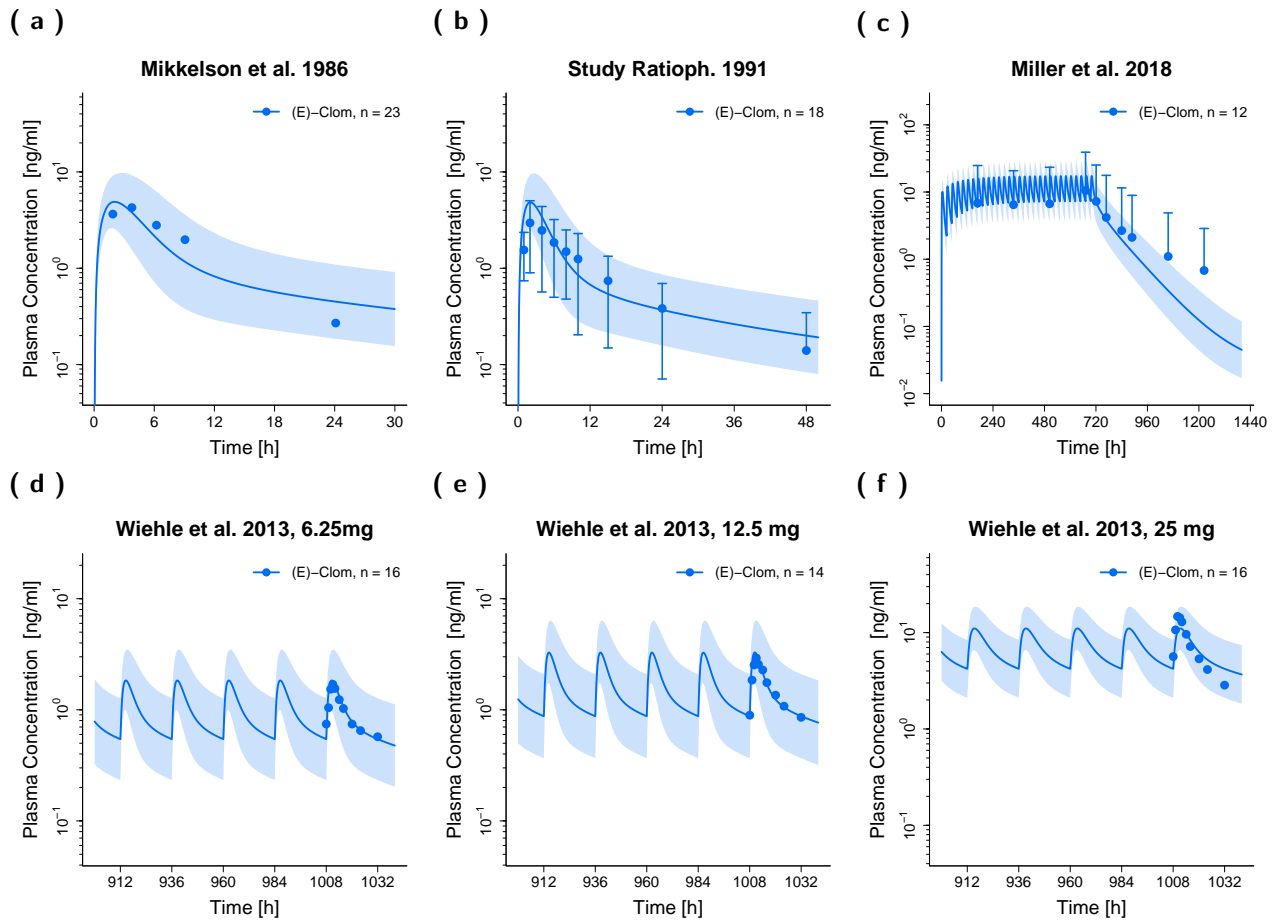 ( a )
Mikkelson et al. 1986
(E)−Clom, n = 23
Plasma Concentration [ng/ml]
10^1
10^0
10^−1
0 6 12 18 24 30
Time [h]
( b )
Study Ratioph. 1991
(E)−Clom, n = 18
Plasma Concentration [ng/ml]
10^1
10^0
10^−1
0 12 24 36 48
Time [h]
( c )
Miller et al. 2018
(E)−Clom, n = 12
Plasma Concentration [ng/ml]
10^2
10^1
10^0
10^−1
10^−2
0 240 480 720 960 1200 1440
Time [h]
( d )
Wiehle et al. 2013, 6.25mg
(E)−Clom, n = 16
Plasma Concentration [ng/ml]
10^1
10^0
10^−1
912 936 960 984 1008 1032
Time [h]
( e )
Wiehle et al. 2013, 12.5 mg
(E)−Clom, n = 14
Plasma Concentration [ng/ml]
10^1
10^0
10^−1
912 936 960 984 1008 1032
Time [h]
( f )
Wiehle et al. 2013, 25 mg
(E)−Clom, n = 16
Plasma Concentration [ng/ml]
10^1
10^0
10^−1
912 936 960 984 1008 1032
Time [h]